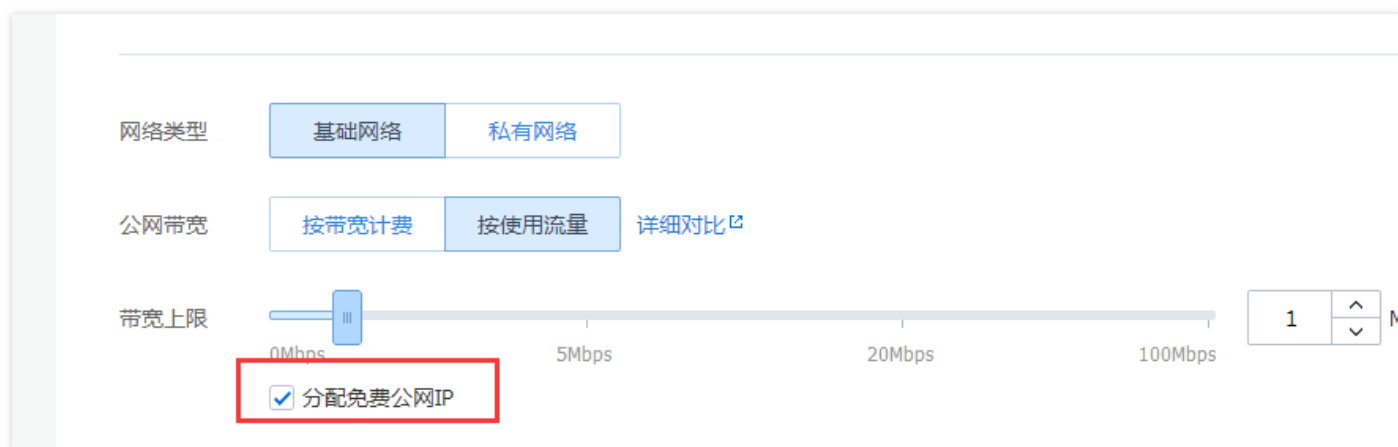 网络类型 基础网络 私有网络
公网带宽 按带宽计费 按使用流量 详细对比
带宽上限 1 M
0Mbps 5Mbps 20Mbps 100Mbps
分配免费公网IP